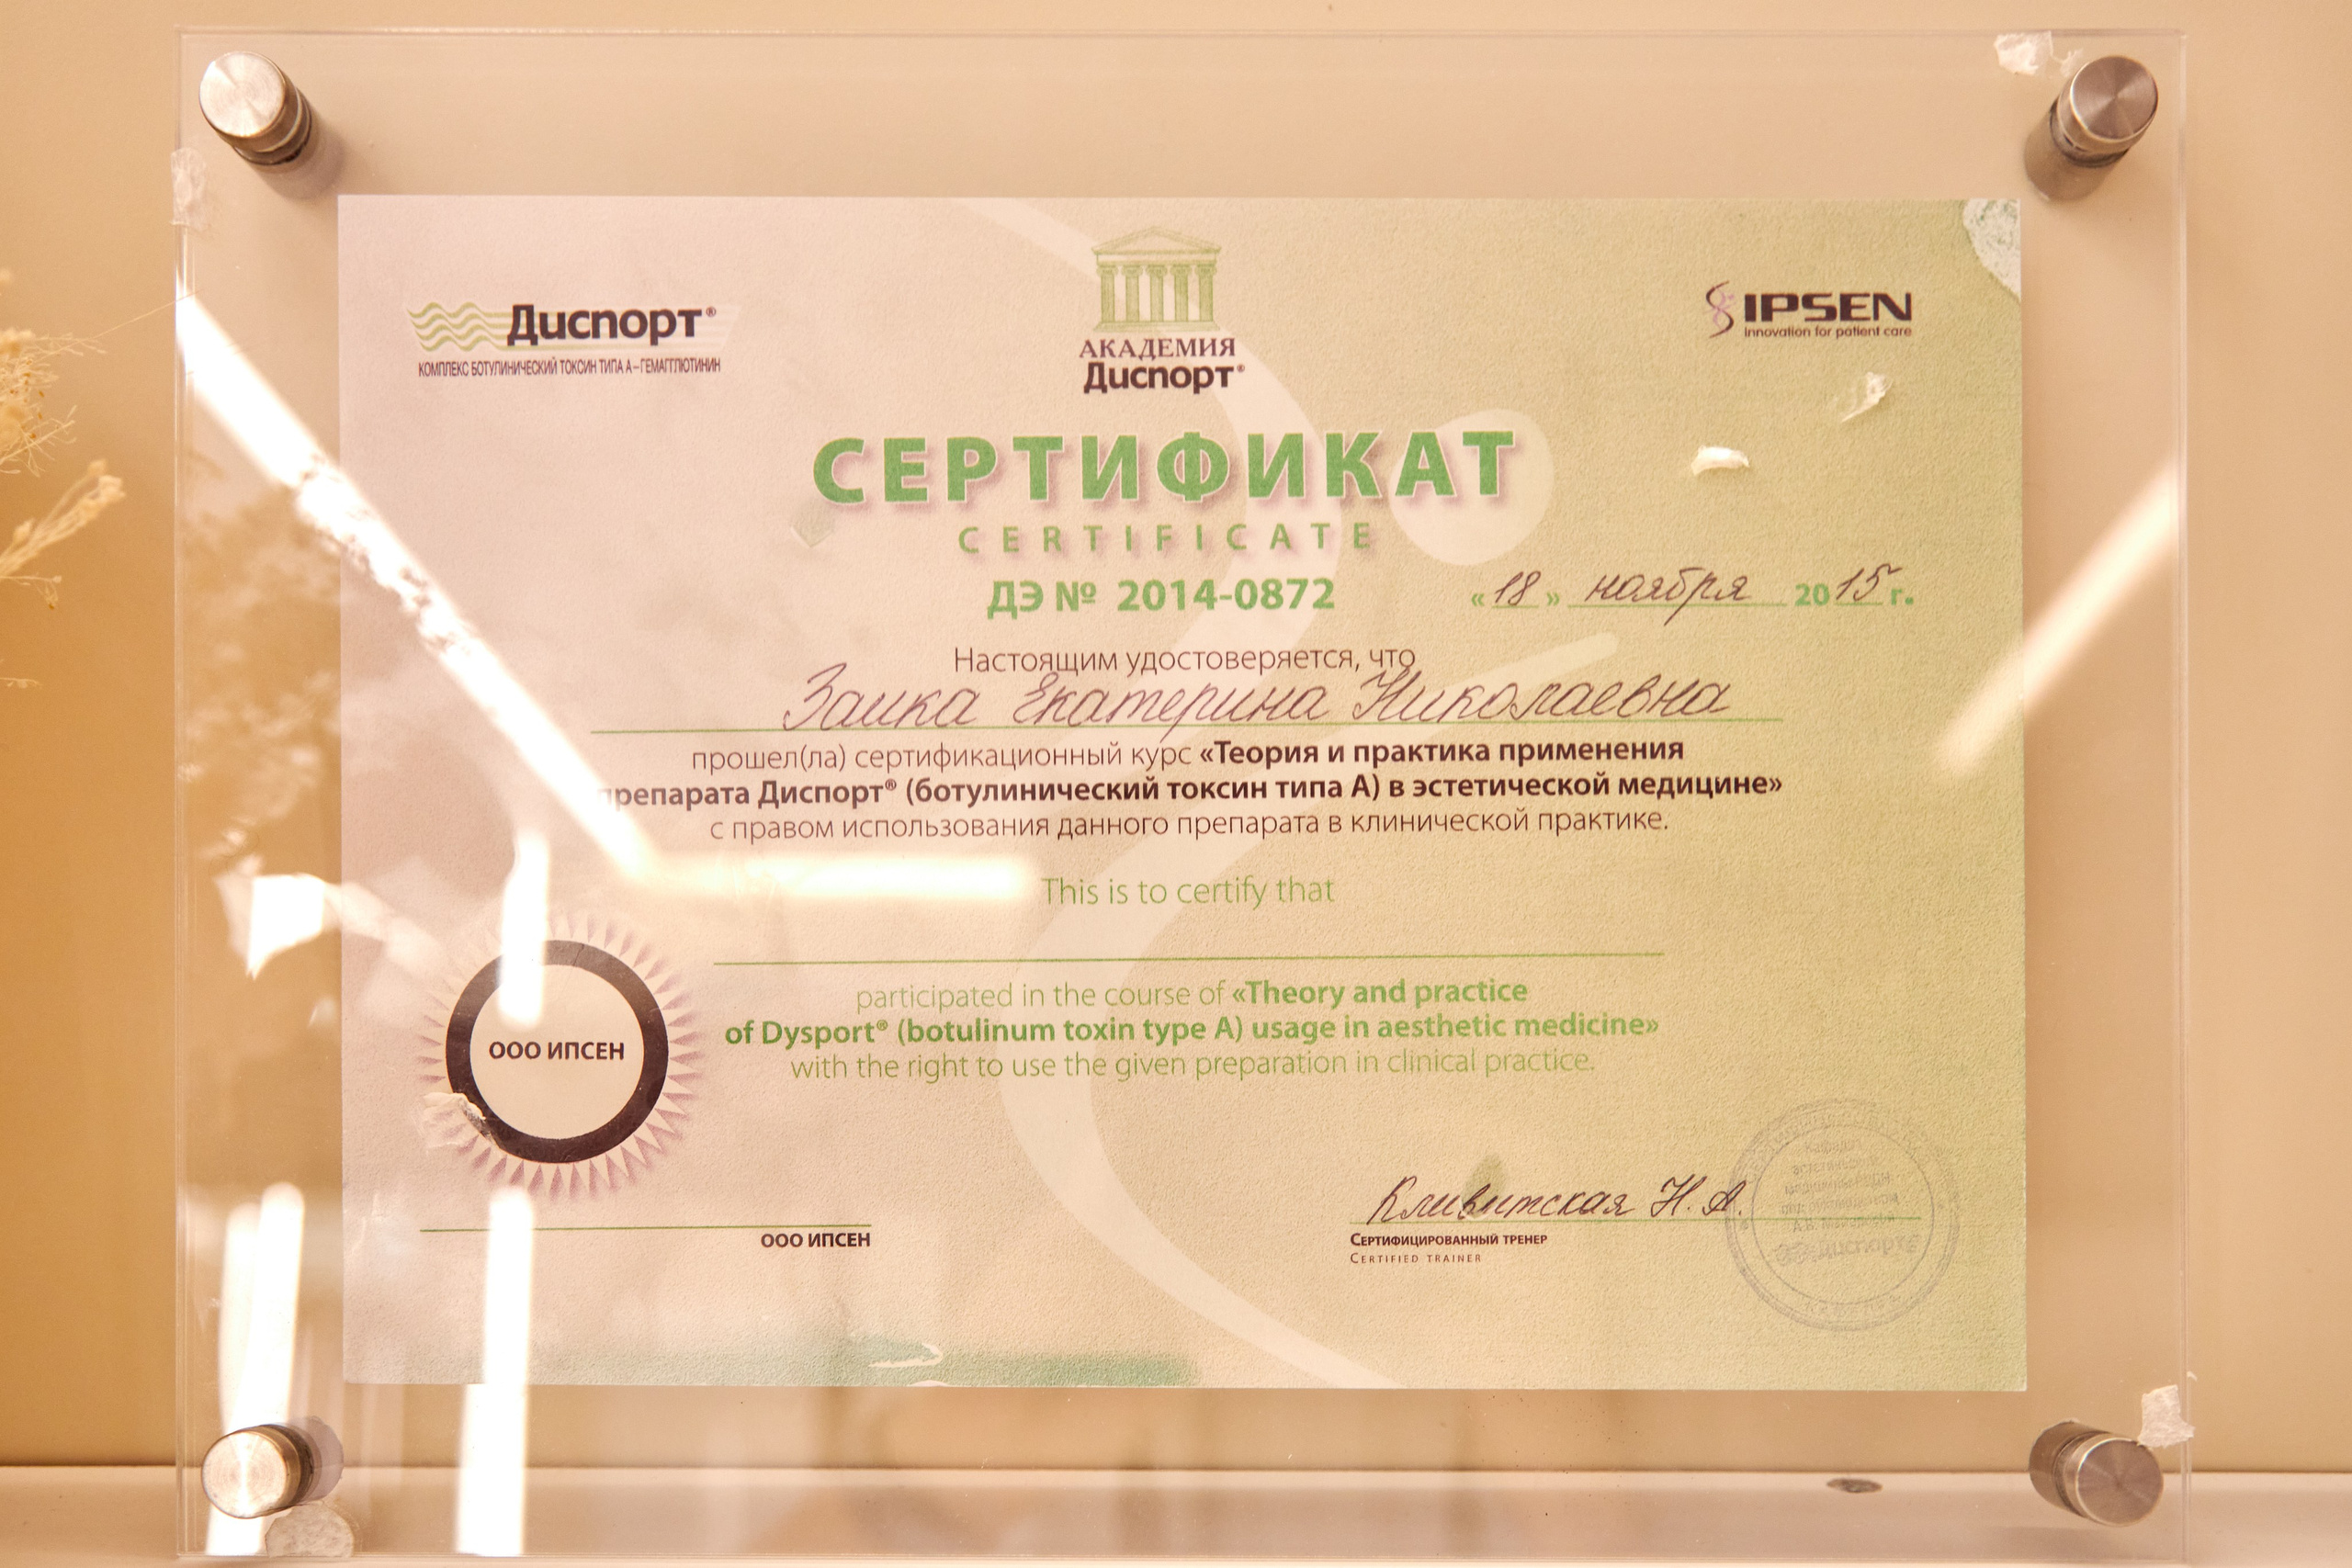 Диспорт®
КОМПЛЕКС БОТУЛИНИЧЕСКИЙ ТОКСИН ТИПА А–ГЕМАГГЛЮТИНИН
АКАДЕМИЯ
Диспорт®
IPSEN
Innovation for patient care
СЕРТИФИКАТ
CERTIFICATE
ДЭ № 2014-0872
«18» ноября 2015 г.
Настоящим удостоверяется, что
Заика Екатерина Николаевна
прошел(ла) сертификационный курс «Теория и практика применения
препарата Диспорт® (ботулинический токсин типа А) в эстетической медицине»
с правом использования данного препарата в клинической практике.
This is to certify that
participated in the course of «Theory and practice
of Dysport® (botulinum toxin type A) usage in aesthetic medicine»
with the right to use the given preparation in clinical practice.
ООО ИПСЕН
ООО ИПСЕН
Кливитская Н. А.
СЕРТИФИЦИРОВАННЫЙ ТРЕНЕР
CERTIFIED TRAINER